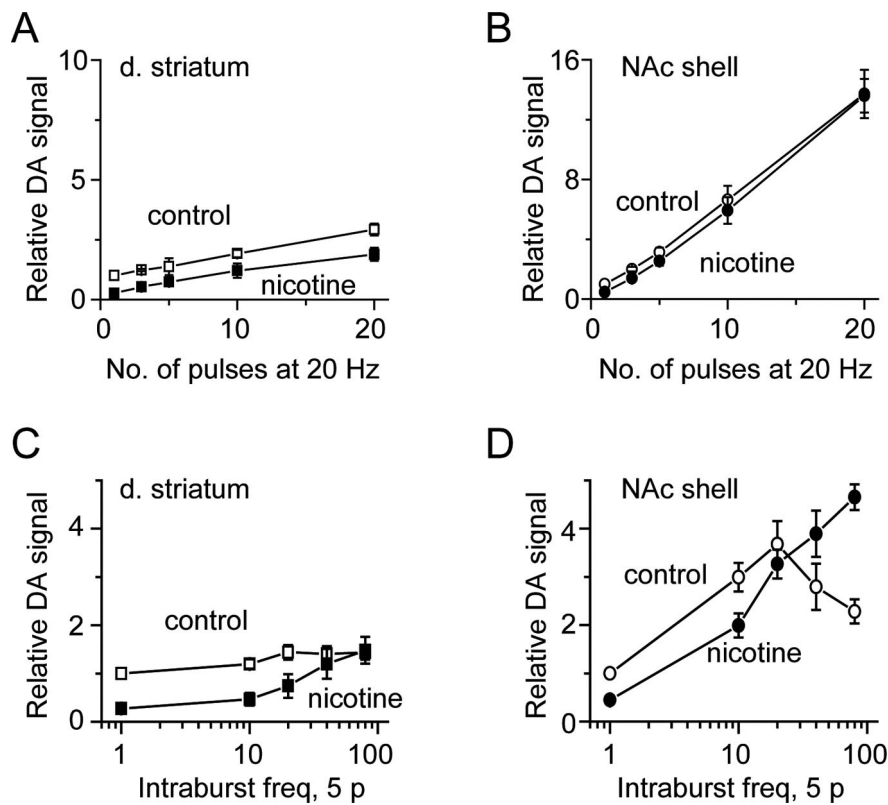 A
d. striatum
10
5
0
Relative DA signal
control
nicotine
0
10
20
No. of pulses at 20 Hz
B
NAc shell
16
8
0
Relative DA signal
control
nicotine
0
10
20
No. of pulses at 20 Hz
C
d. striatum
4
2
0
Relative DA signal
control
nicotine
1
10
100
Intraburst freq, 5 p
D
NAc shell
4
2
0
Relative DA signal
control
nicotine
1
10
100
Intraburst freq, 5 p